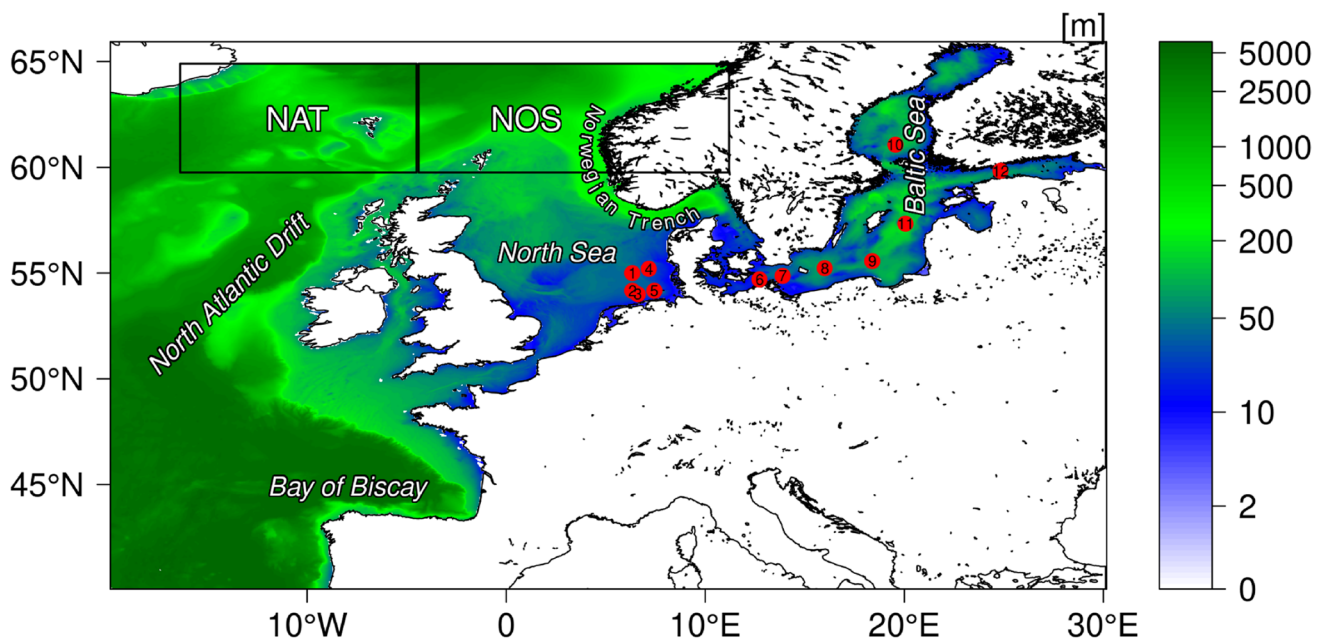 [m]
65°N
60°N
55°N
50°N
45°N
10°W
0
10°E
20°E
30°E
5000
2500
1000
500
200
50
10
2
0
NAT
NOS
Norwegian Trench
North Sea
Baltic Sea
North Atlantic Drift
Bay of Biscay
1
4
2
3
5
6
7
8
9
10
11
12